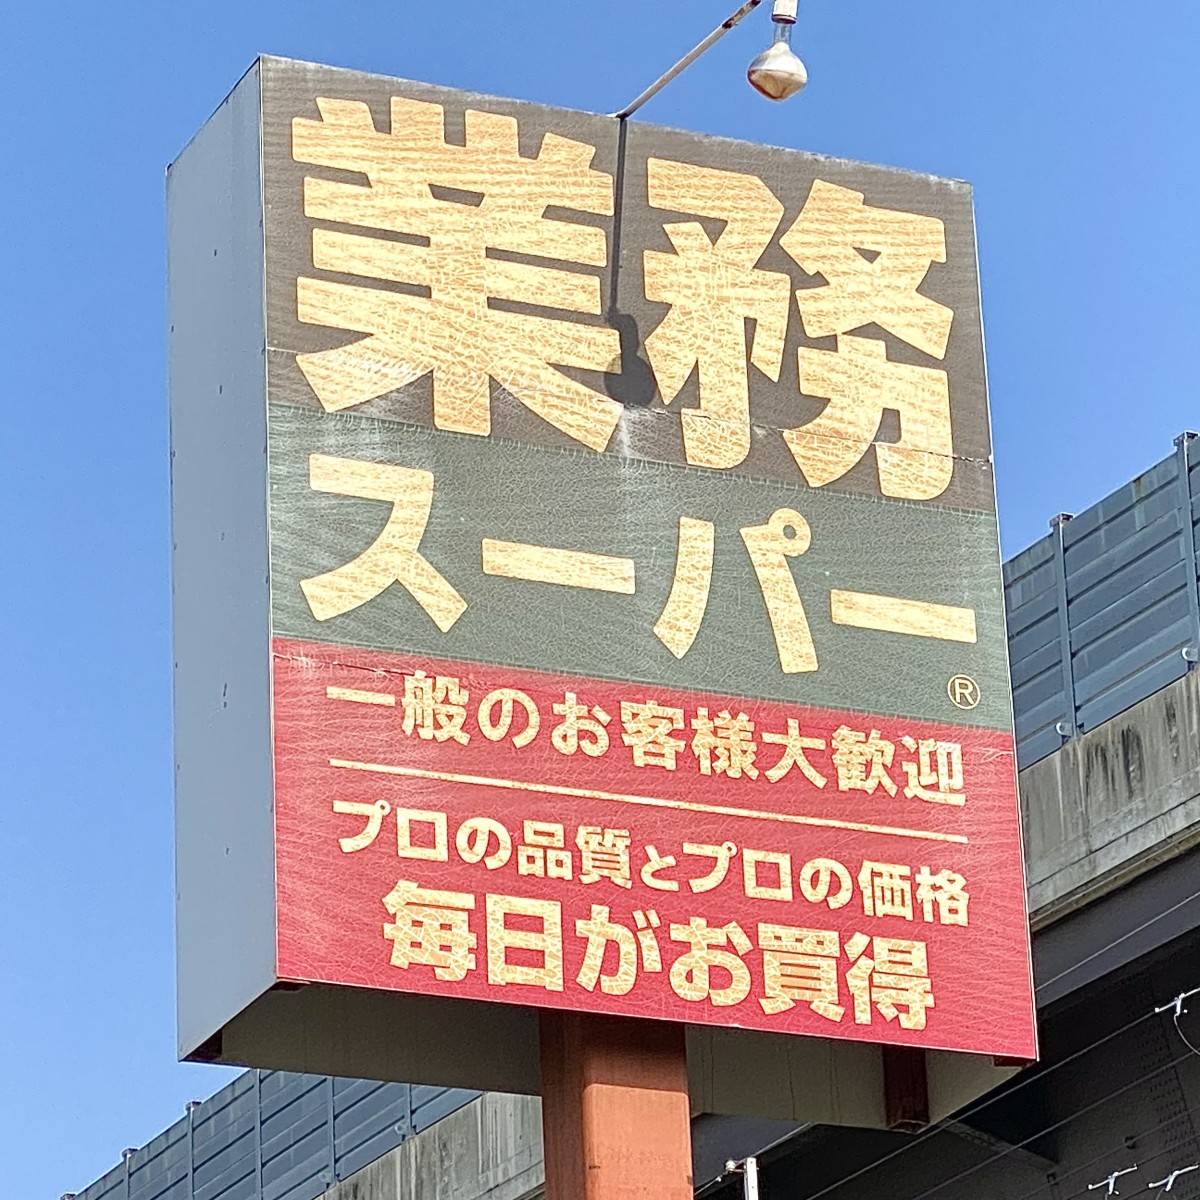 業務
スーパー
®
一般のお客様大歓迎
プロの品質とプロの価格
毎日がお買得